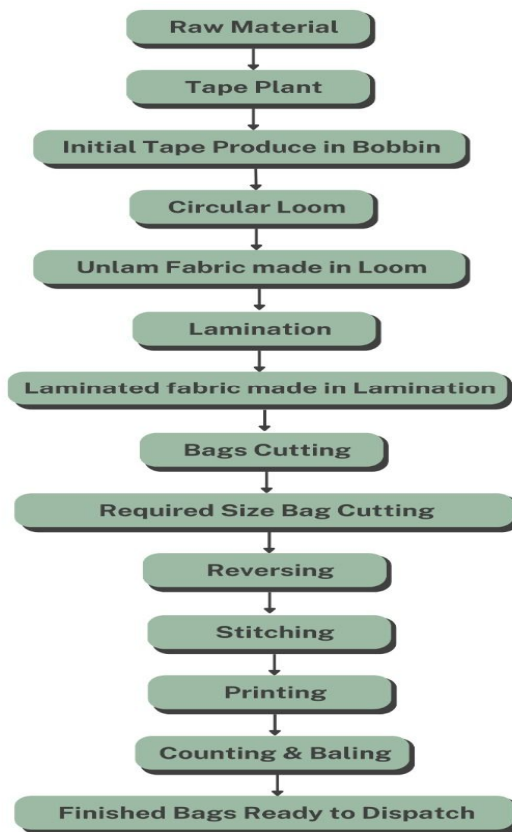 Raw Material
Tape Plant
Initial Tape Produce in Bobbin
Circular Loom
Unlam Fabric made in Loom
Lamination
Laminated fabric made in Lamination
Bags Cutting
Required Size Bag Cutting
Reversing
Stitching
Printing
Counting & Baling
Finished Bags Ready to Dispatch